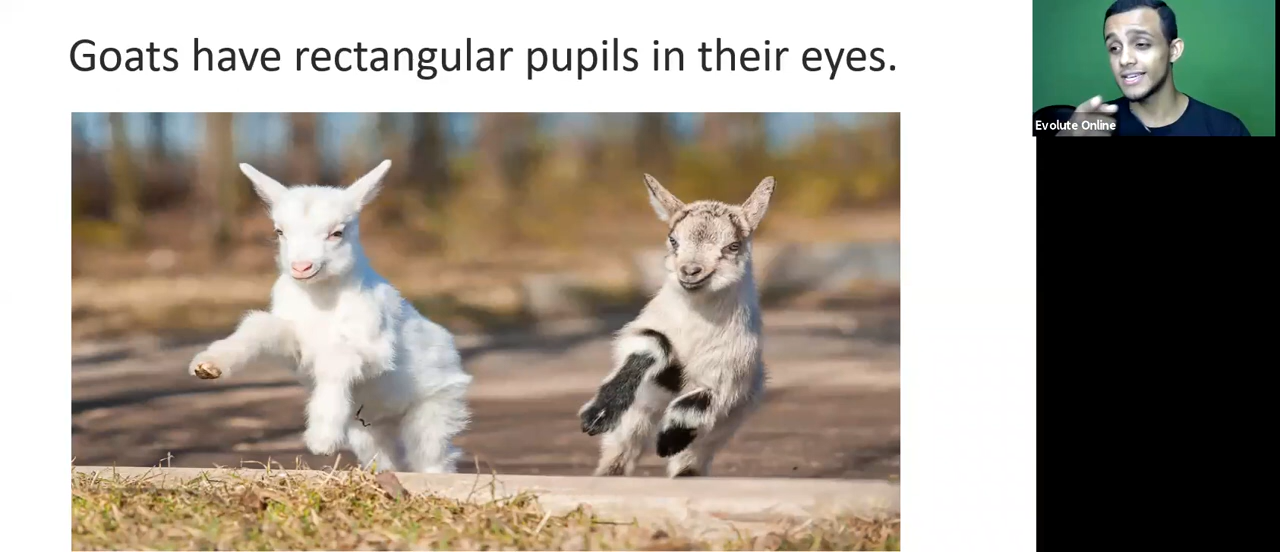 Goats have rectangular pupils in their eyes.
Evolute Online